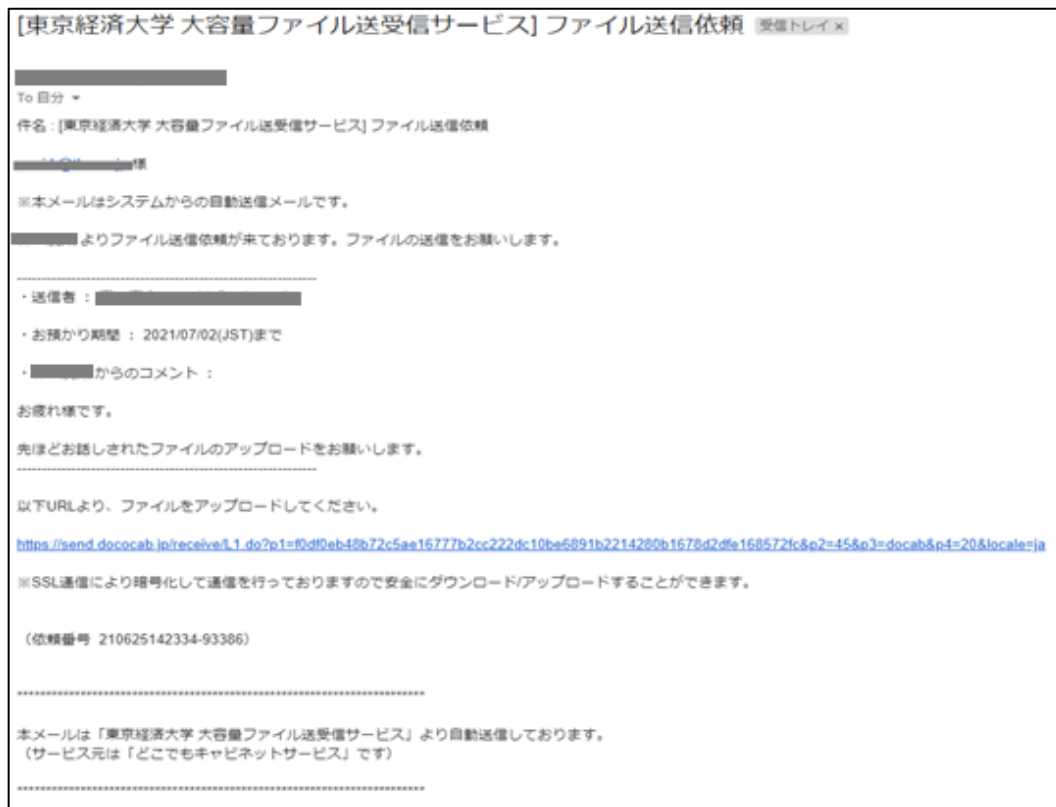 [東京経済大学 大容量ファイル送受信サービス] ファイル送信依頼 受信トレイ ×
To 自分
件名 : [東京経済大学 大容量ファイル送受信サービス] ファイル送信依頼
様
※本メールはシステムからの自動送信メールです。
よりファイル送信依頼が来ております。ファイルの送信をお願いします。
・送信者 :
・お預かり期間 : 2021/07/02(JST)まで
・ からのコメント :
お疲れ様です。
先ほどお話しされたファイルのアップロードをお願いします。
以下URLより、ファイルをアップロードしてください。
https://send.dococab.jp/receive/L1.do?p1=f0df0eb48b72c5ae16777b2cc222dc10be6891b2214280b1678d2dfe168572fc&p2=45&p3=docab&p4=20&locale=ja
※SSL通信により暗号化して通信を行っておりますので安全にダウンロード/アップロードすることができます。
（依頼番号 210625142334-93386）
本メールは「東京経済大学 大容量ファイル送受信サービス」より自動送信しております。
（サービス元は「どこでもキャビネットサービス」です）